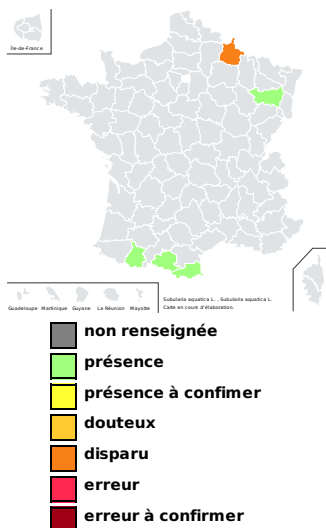 Île-de-France
Guadeloupe Martinique Guyane La Réunion Mayotte
Subularia aquatica L. , Subularia aquatica L.
Carte en cours d'élaboration.
non renseignée
présence
présence à confimer
douteux
disparu
erreur
erreur à confirmer